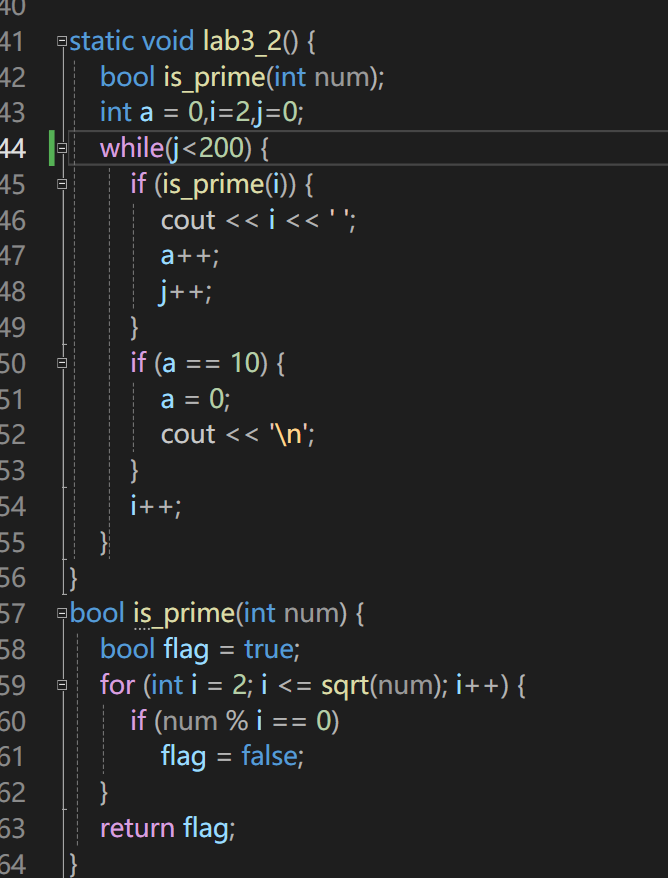 40
41 static void lab3_2() {
42 bool is_prime(int num);
43 int a = 0,i=2,j=0;
44 while(j<200) {
45 if (is_prime(i)) {
46 cout << i << ' ';
47 a++;
48 j++;
49 }
50 if (a == 10) {
51 a = 0;
52 cout << '\n';
53 }
54 i++;
55 }
56 }
57 bool is_prime(int num) {
58 bool flag = true;
59 for (int i = 2; i <= sqrt(num); i++) {
60 if (num % i == 0)
61 flag = false;
62 }
63 return flag;
64 }